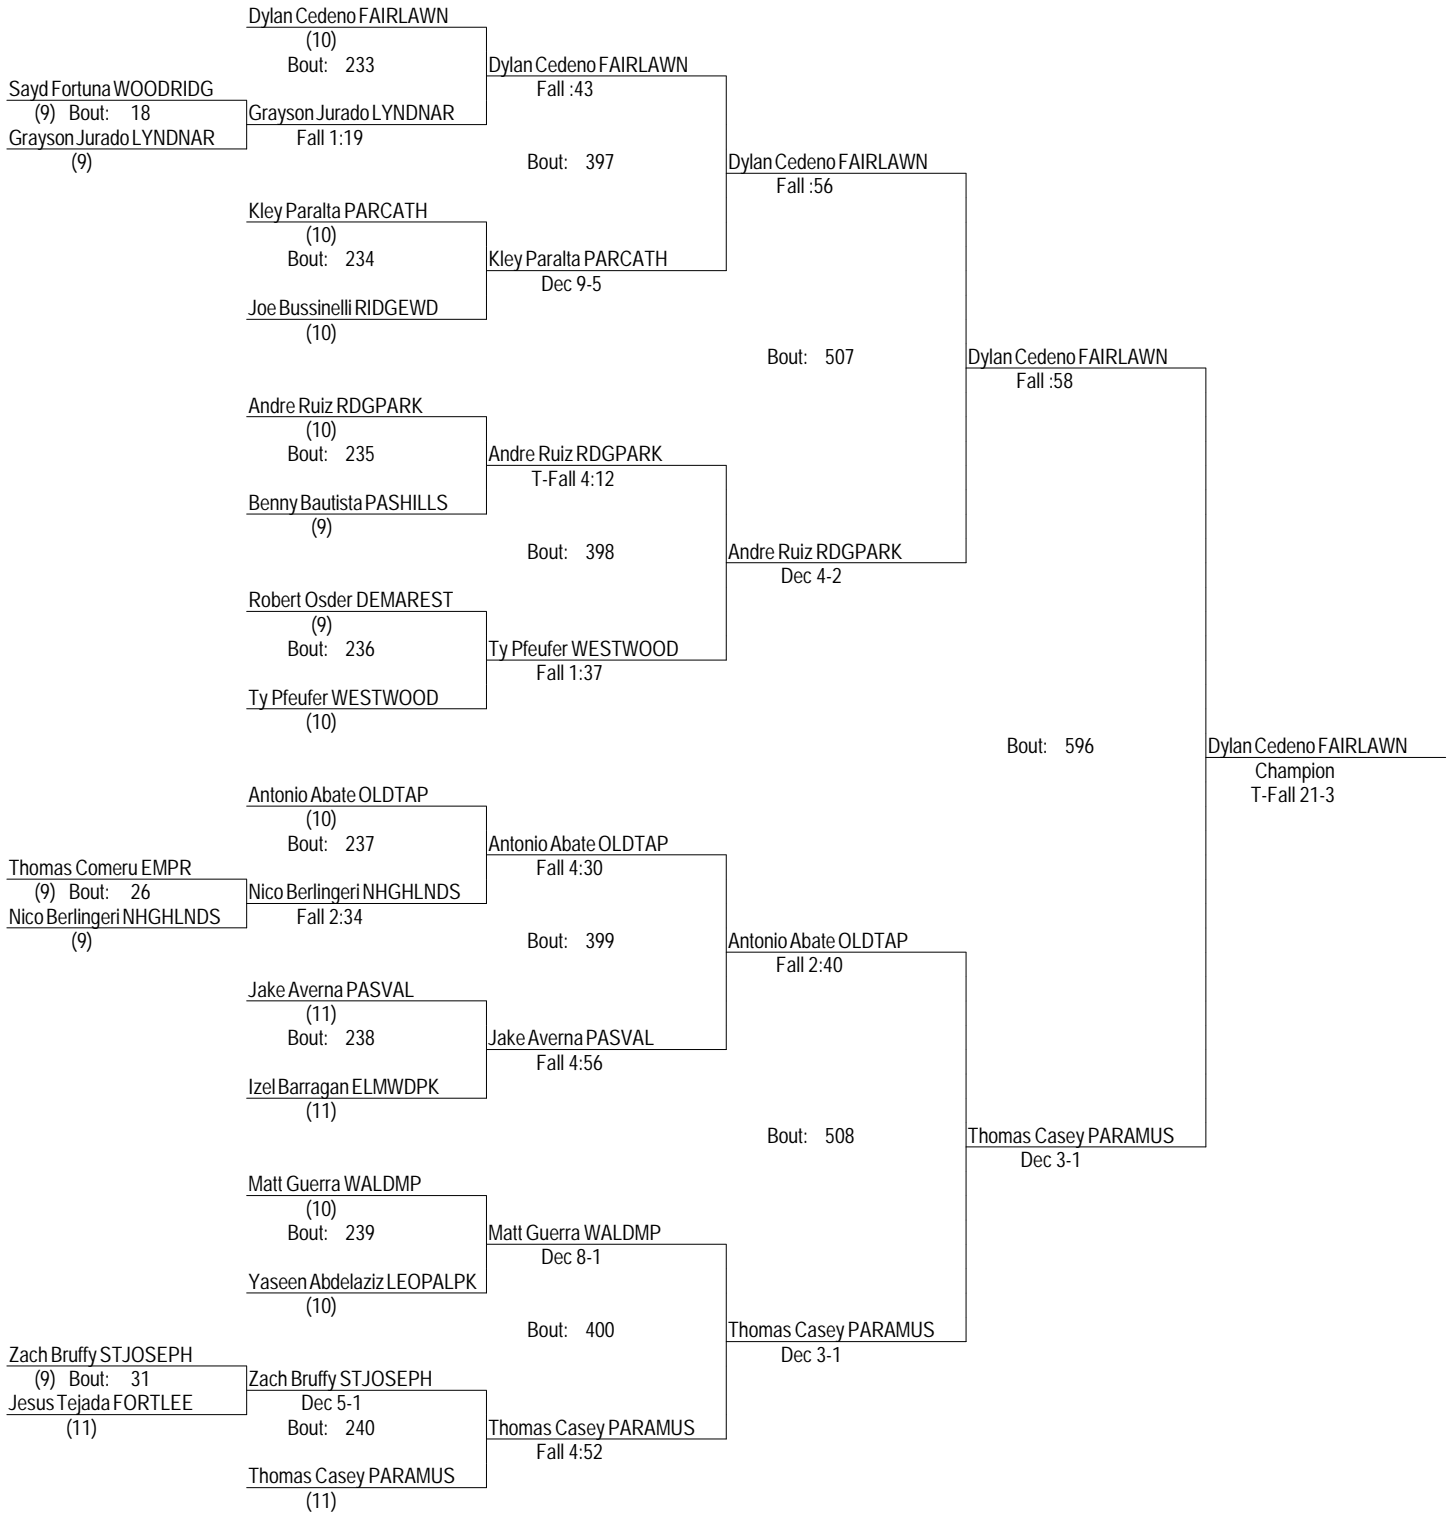 Dylan Cedeno FAIRLAWN
(10)
Bout: 233
Dylan Cedeno FAIRLAWN
Sayd Fortuna WOODRIDG
Fall :43
(9) Bout: 18
Grayson Jurado LYNDNAR
Grayson Jurado LYNDNAR
Fall 1:19
(9)
Bout: 397
Dylan Cedeno FAIRLAWN
Fall :56
Kley Paralta PARCATH
(10)
Bout: 234
Kley Paralta PARCATH
Dec 9-5
Joe Bussinelli RIDGEWD
(10)
Bout: 507
Dylan Cedeno FAIRLAWN
Fall :58
Andre Ruiz RDGPARK
(10)
Bout: 235
Andre Ruiz RDGPARK
T-Fall 4:12
Benny Bautista PASHILLS
(9)
Bout: 398
Andre Ruiz RDGPARK
Dec 4-2
Robert Osder DEMAREST
(9)
Bout: 236
Ty Pfeufer WESTWOOD
Fall 1:37
Ty Pfeufer WESTWOOD
(10)
Bout: 596
Dylan Cedeno FAIRLAWN
Champion
T-Fall 21-3
Antonio Abate OLDTAP
(10)
Bout: 237
Antonio Abate OLDTAP
Thomas Comeru EMPR
Fall 4:30
(9) Bout: 26
Nico Berlingeri NHGHLNDS
Nico Berlingeri NHGHLNDS
Fall 2:34
(9)
Bout: 399
Antonio Abate OLDTAP
Fall 2:40
Jake Averna PASVAL
(11)
Bout: 238
Jake Averna PASVAL
Fall 4:56
Izel Barragan ELMWDPK
(11)
Bout: 508
Thomas Casey PARAMUS
Dec 3-1
Matt Guerra WALDMP
(10)
Bout: 239
Matt Guerra WALDMP
Dec 8-1
Yaseen Abdelaziz LEOPALPK
(10)
Bout: 400
Thomas Casey PARAMUS
Dec 3-1
Zach Bruffy STJOSEPH
(9) Bout: 31
Zach Bruffy STJOSEPH
Jesus Tejada FORTLEE
Dec 5-1
(11)
Bout: 240
Thomas Casey PARAMUS
Fall 4:52
Thomas Casey PARAMUS
(11)